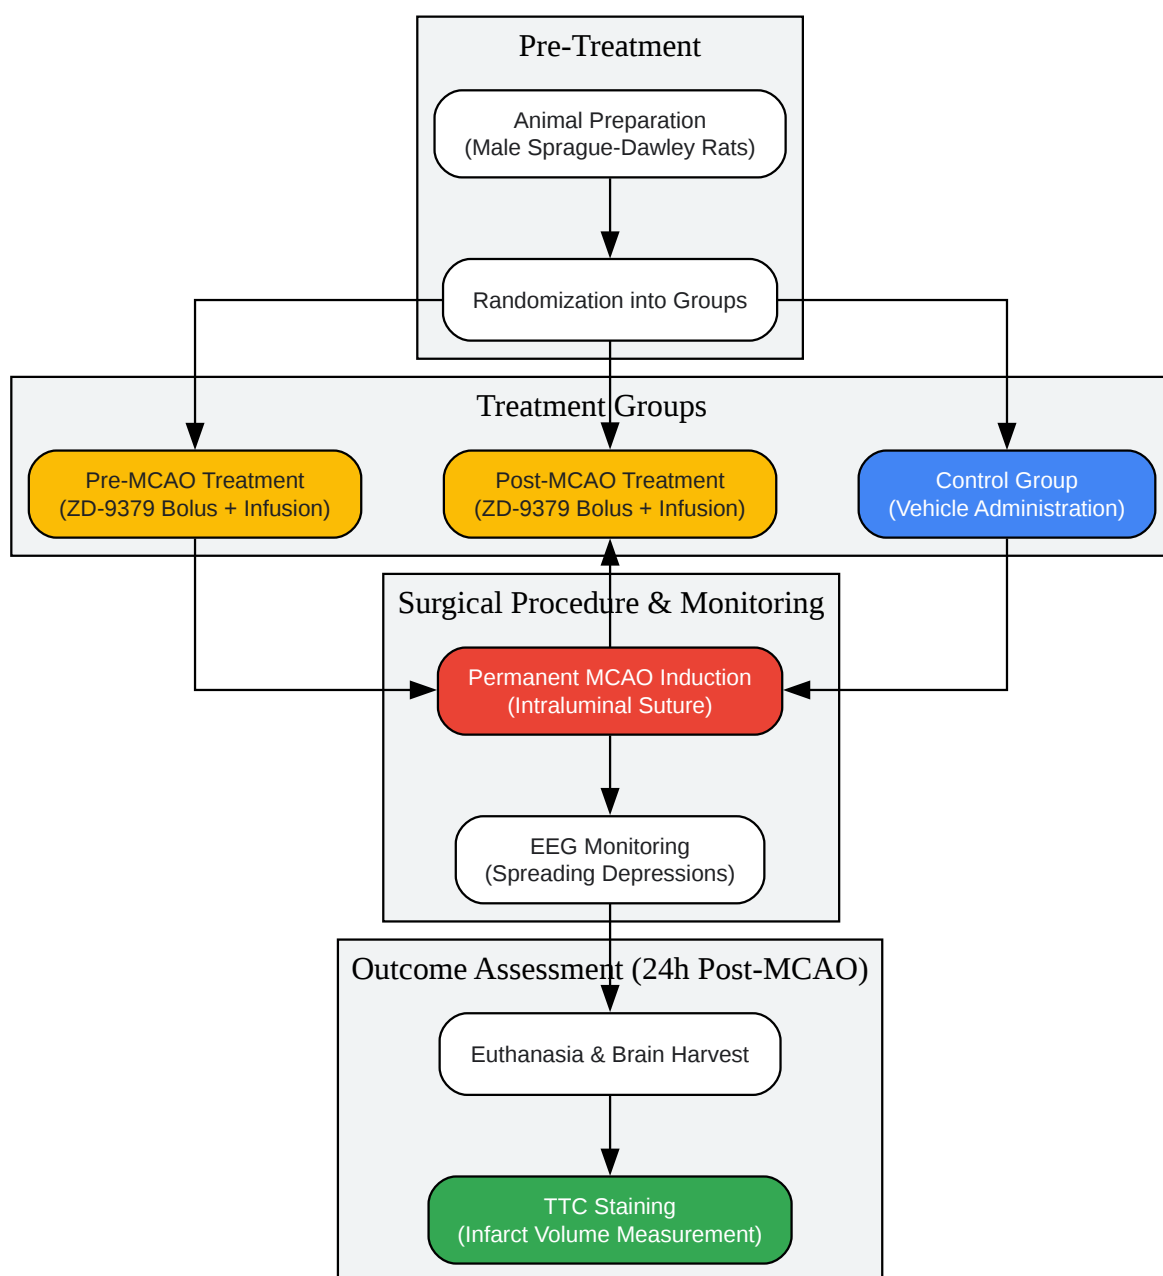 Pre-Treatment
Animal Preparation
(Male Sprague-Dawley Rats)
Randomization into Groups
Treatment Groups
Pre-MCAO Treatment
(ZD-9379 Bolus + Infusion)
Post-MCAO Treatment
(ZD-9379 Bolus + Infusion)
Control Group
(Vehicle Administration)
Surgical Procedure & Monitoring
Permanent MCAO Induction
(Intraluminal Suture)
EEG Monitoring
(Spreading Depressions)
Outcome Assessment (24h Post-MCAO)
Euthanasia & Brain Harvest
TTC Staining
(Infarct Volume Measurement)